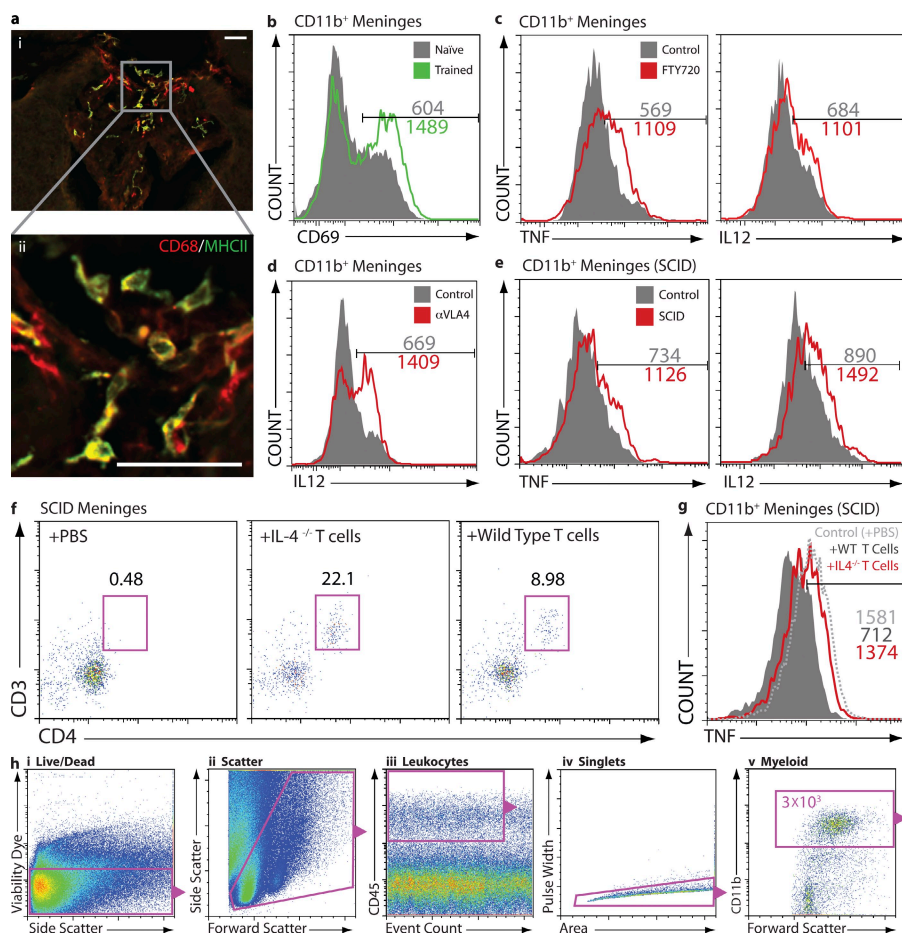 a
i
ii
CD68/MHCII
b CD11b⁺ Meninges
Naïve
Trained
604
1489
COUNT
CD69
c CD11b⁺ Meninges
Control
FTY720
569
1109
COUNT
TNF
684
1101
IL12
d CD11b⁺ Meninges
Control
αVLA4
669
1409
COUNT
IL12
e CD11b⁺ Meninges (SCID)
Control
SCID
734
1126
COUNT
TNF
890
1492
IL12
f SCID Meninges
+PBS
0.48
+IL-4 ⁻/⁻ T cells
22.1
+Wild Type T cells
8.98
CD3
CD4
g CD11b⁺ Meninges (SCID)
Control (+PBS)
+WT T Cells
+IL4⁻/⁻ T Cells
1581
712
1374
COUNT
TNF
h i Live/Dead
Viability Dye
Side Scatter
ii Scatter
Side Scatter
Forward Scatter
iii Leukocytes
CD45
Event Count
iv Singlets
Pulse Width
Area
v Myeloid
3×10³
CD11b
Forward Scatter